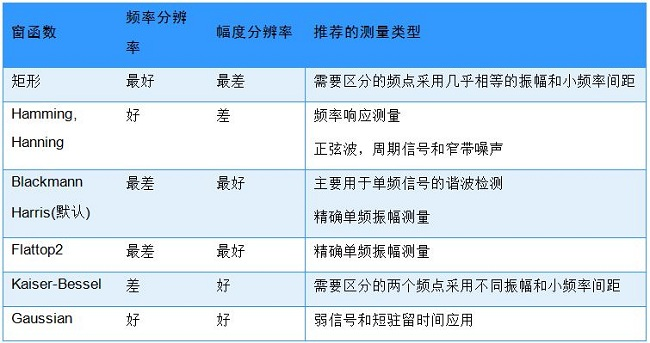 窗函数 频率分辨率 幅度分辨率 推荐的测量类型
矩形 最好 最差 需要区分的频点采用几乎相等的振幅和小频率间距
Hamming, Hanning 好 差 频率响应测量
正弦波，周期信号和窄带噪声
Blackmann Harris(默认) 最差 最好 主要用于单频信号的谐波检测
精确单频振幅测量
Flattop2 最差 最好 精确单频振幅测量
Kaiser-Bessel 差 好 需要区分的两个频点采用不同振幅和小频率间距
Gaussian 好 好 弱信号和短驻留时间应用